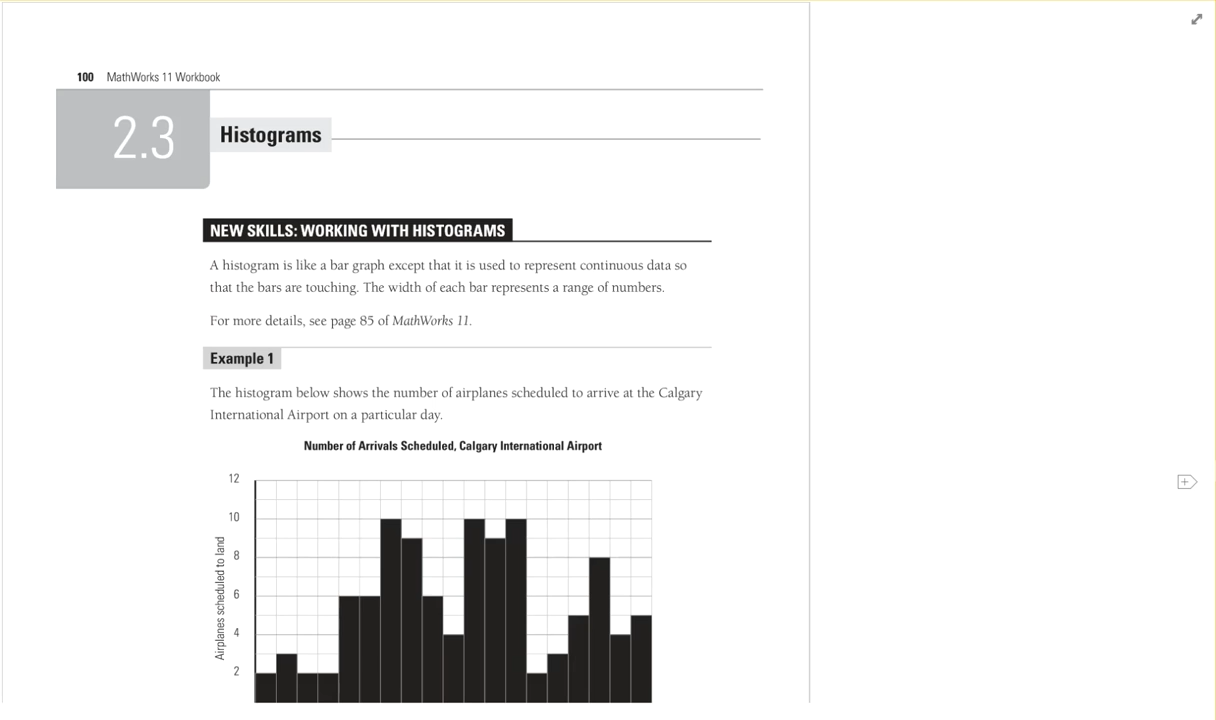 100 MathWorks 11 Workbook
2.3
Histograms
NEW SKILLS: WORKING WITH HISTOGRAMS
A histogram is like a bar graph except that it is used to represent continuous data so
that the bars are touching. The width of each bar represents a range of numbers.
For more details, see page 85 of MathWorks 11.
Example 1
The histogram below shows the number of airplanes scheduled to arrive at the Calgary
International Airport on a particular day.
Number of Arrivals Scheduled, Calgary International Airport
12
10
8
6
4
2
Airplanes scheduled to land